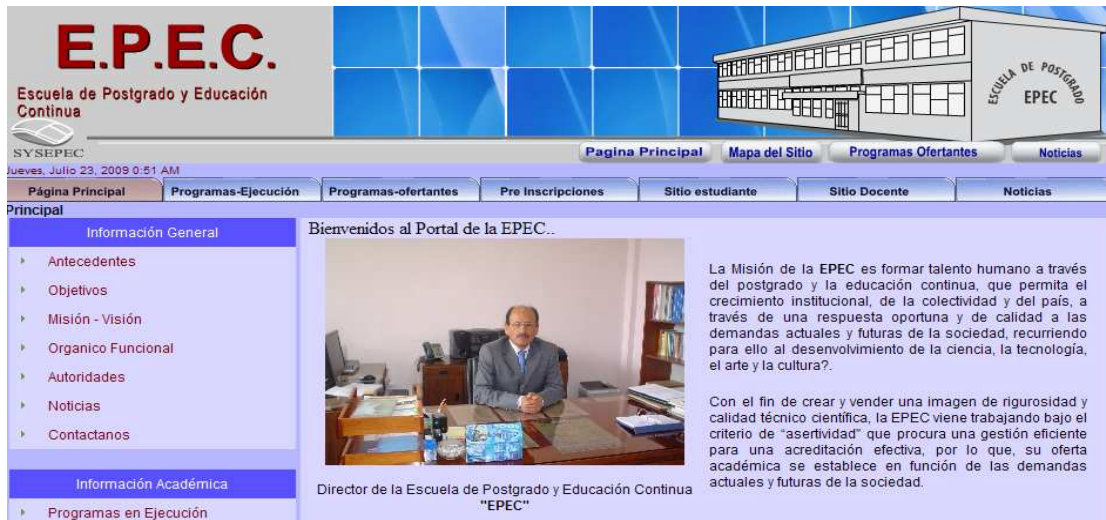 E.P.E.C.
Escuela de Postgrado y Educación
Continua
SYSEPEC
ESCUELA DE POSTGRADO
EPEC
Pagina Principal
Mapa del Sitio
Programas Ofertantes
Noticias
Jueves, Julio 23, 2009 0:51 AM
Página Principal
Programas-Ejecución
Programas-ofertantes
Pre Inscripciones
Sitio estudiante
Sitio Docente
Noticias
Principal
Información General
Antecedentes
Objetivos
Misión - Visión
Organico Funcional
Autoridades
Noticias
Contactanos
Información Académica
Programas en Ejecución
Bienvenidos al Portal de la EPEC..
Director de la Escuela de Postgrado y Educación Continua
"EPEC"
La Misión de la EPEC es formar talento humano a través
del postgrado y la educación continua, que permita el
crecimiento institucional, de la colectividad y del país, a
través de una respuesta oportuna y de calidad a las
demandas actuales y futuras de la sociedad, recurriendo
para ello al desenvolvimiento de la ciencia, la tecnología,
el arte y la cultura?.
Con el fin de crear y vender una imagen de rigurosidad y
calidad técnico científica, la EPEC viene trabajando bajo el
criterio de “asertividad” que procura una gestión eficiente
para una acreditación efectiva, por lo que, su oferta
académica se establece en función de las demandas
actuales y futuras de la sociedad.